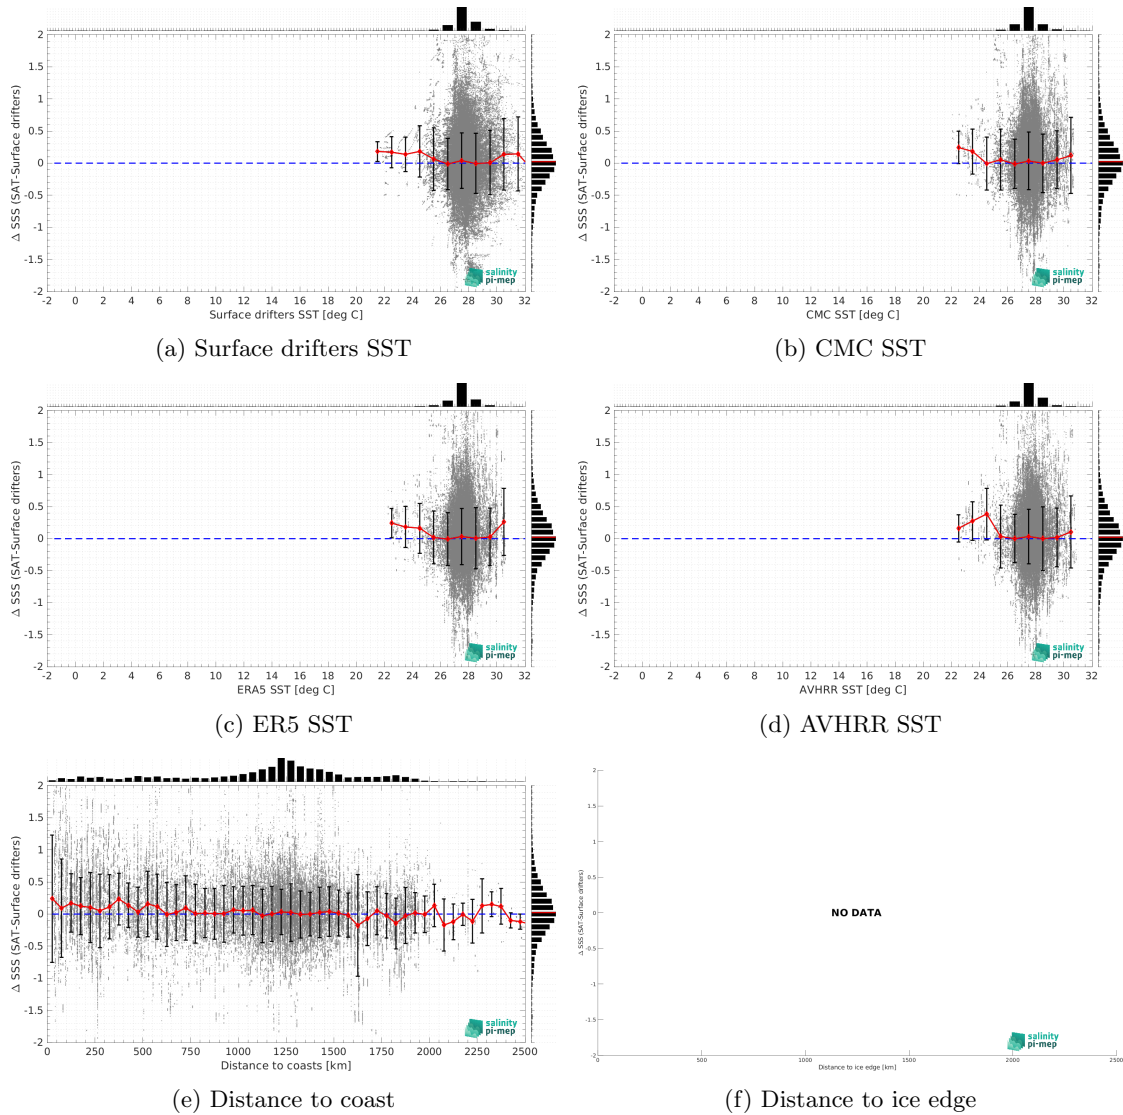 2
1.5
1
0.5
0
-0.5
-1
-1.5
-2
Δ SSS (SAT-Surface drifters)
salinity
pi-mep
-2 0 2 4 6 8 10 12 14 16 18 20 22 24 26 28 30 32
Surface drifters SST [deg C]
(a) Surface drifters SST
2
1.5
1
0.5
0
-0.5
-1
-1.5
-2
Δ SSS (SAT-Surface drifters)
salinity
pi-mep
-2 0 2 4 6 8 10 12 14 16 18 20 22 24 26 28 30 32
CMC SST [deg C]
(b) CMC SST
2
1.5
1
0.5
0
-0.5
-1
-1.5
-2
Δ SSS (SAT-Surface drifters)
salinity
pi-mep
-2 0 2 4 6 8 10 12 14 16 18 20 22 24 26 28 30 32
ERA5 SST [deg C]
(c) ER5 SST
2
1.5
1
0.5
0
-0.5
-1
-1.5
-2
Δ SSS (SAT-Surface drifters)
salinity
pi-mep
-2 0 2 4 6 8 10 12 14 16 18 20 22 24 26 28 30 32
AVHRR SST [deg C]
(d) AVHRR SST
2
1.5
1
0.5
0
-0.5
-1
-1.5
-2
Δ SSS (SAT-Surface drifters)
salinity
pi-mep
0 250 500 750 1000 1250 1500 1750 2000 2250 2500
Distance to coasts [km]
(e) Distance to coast
2
1.5
1
0.5
0
-0.5
-1
-1.5
-2
Δ SSS (SAT-Surface drifters)
NO DATA
salinity
pi-mep
0 500 1000 1500 2000 2500
Distance to ice edge [km]
(f) Distance to ice edge